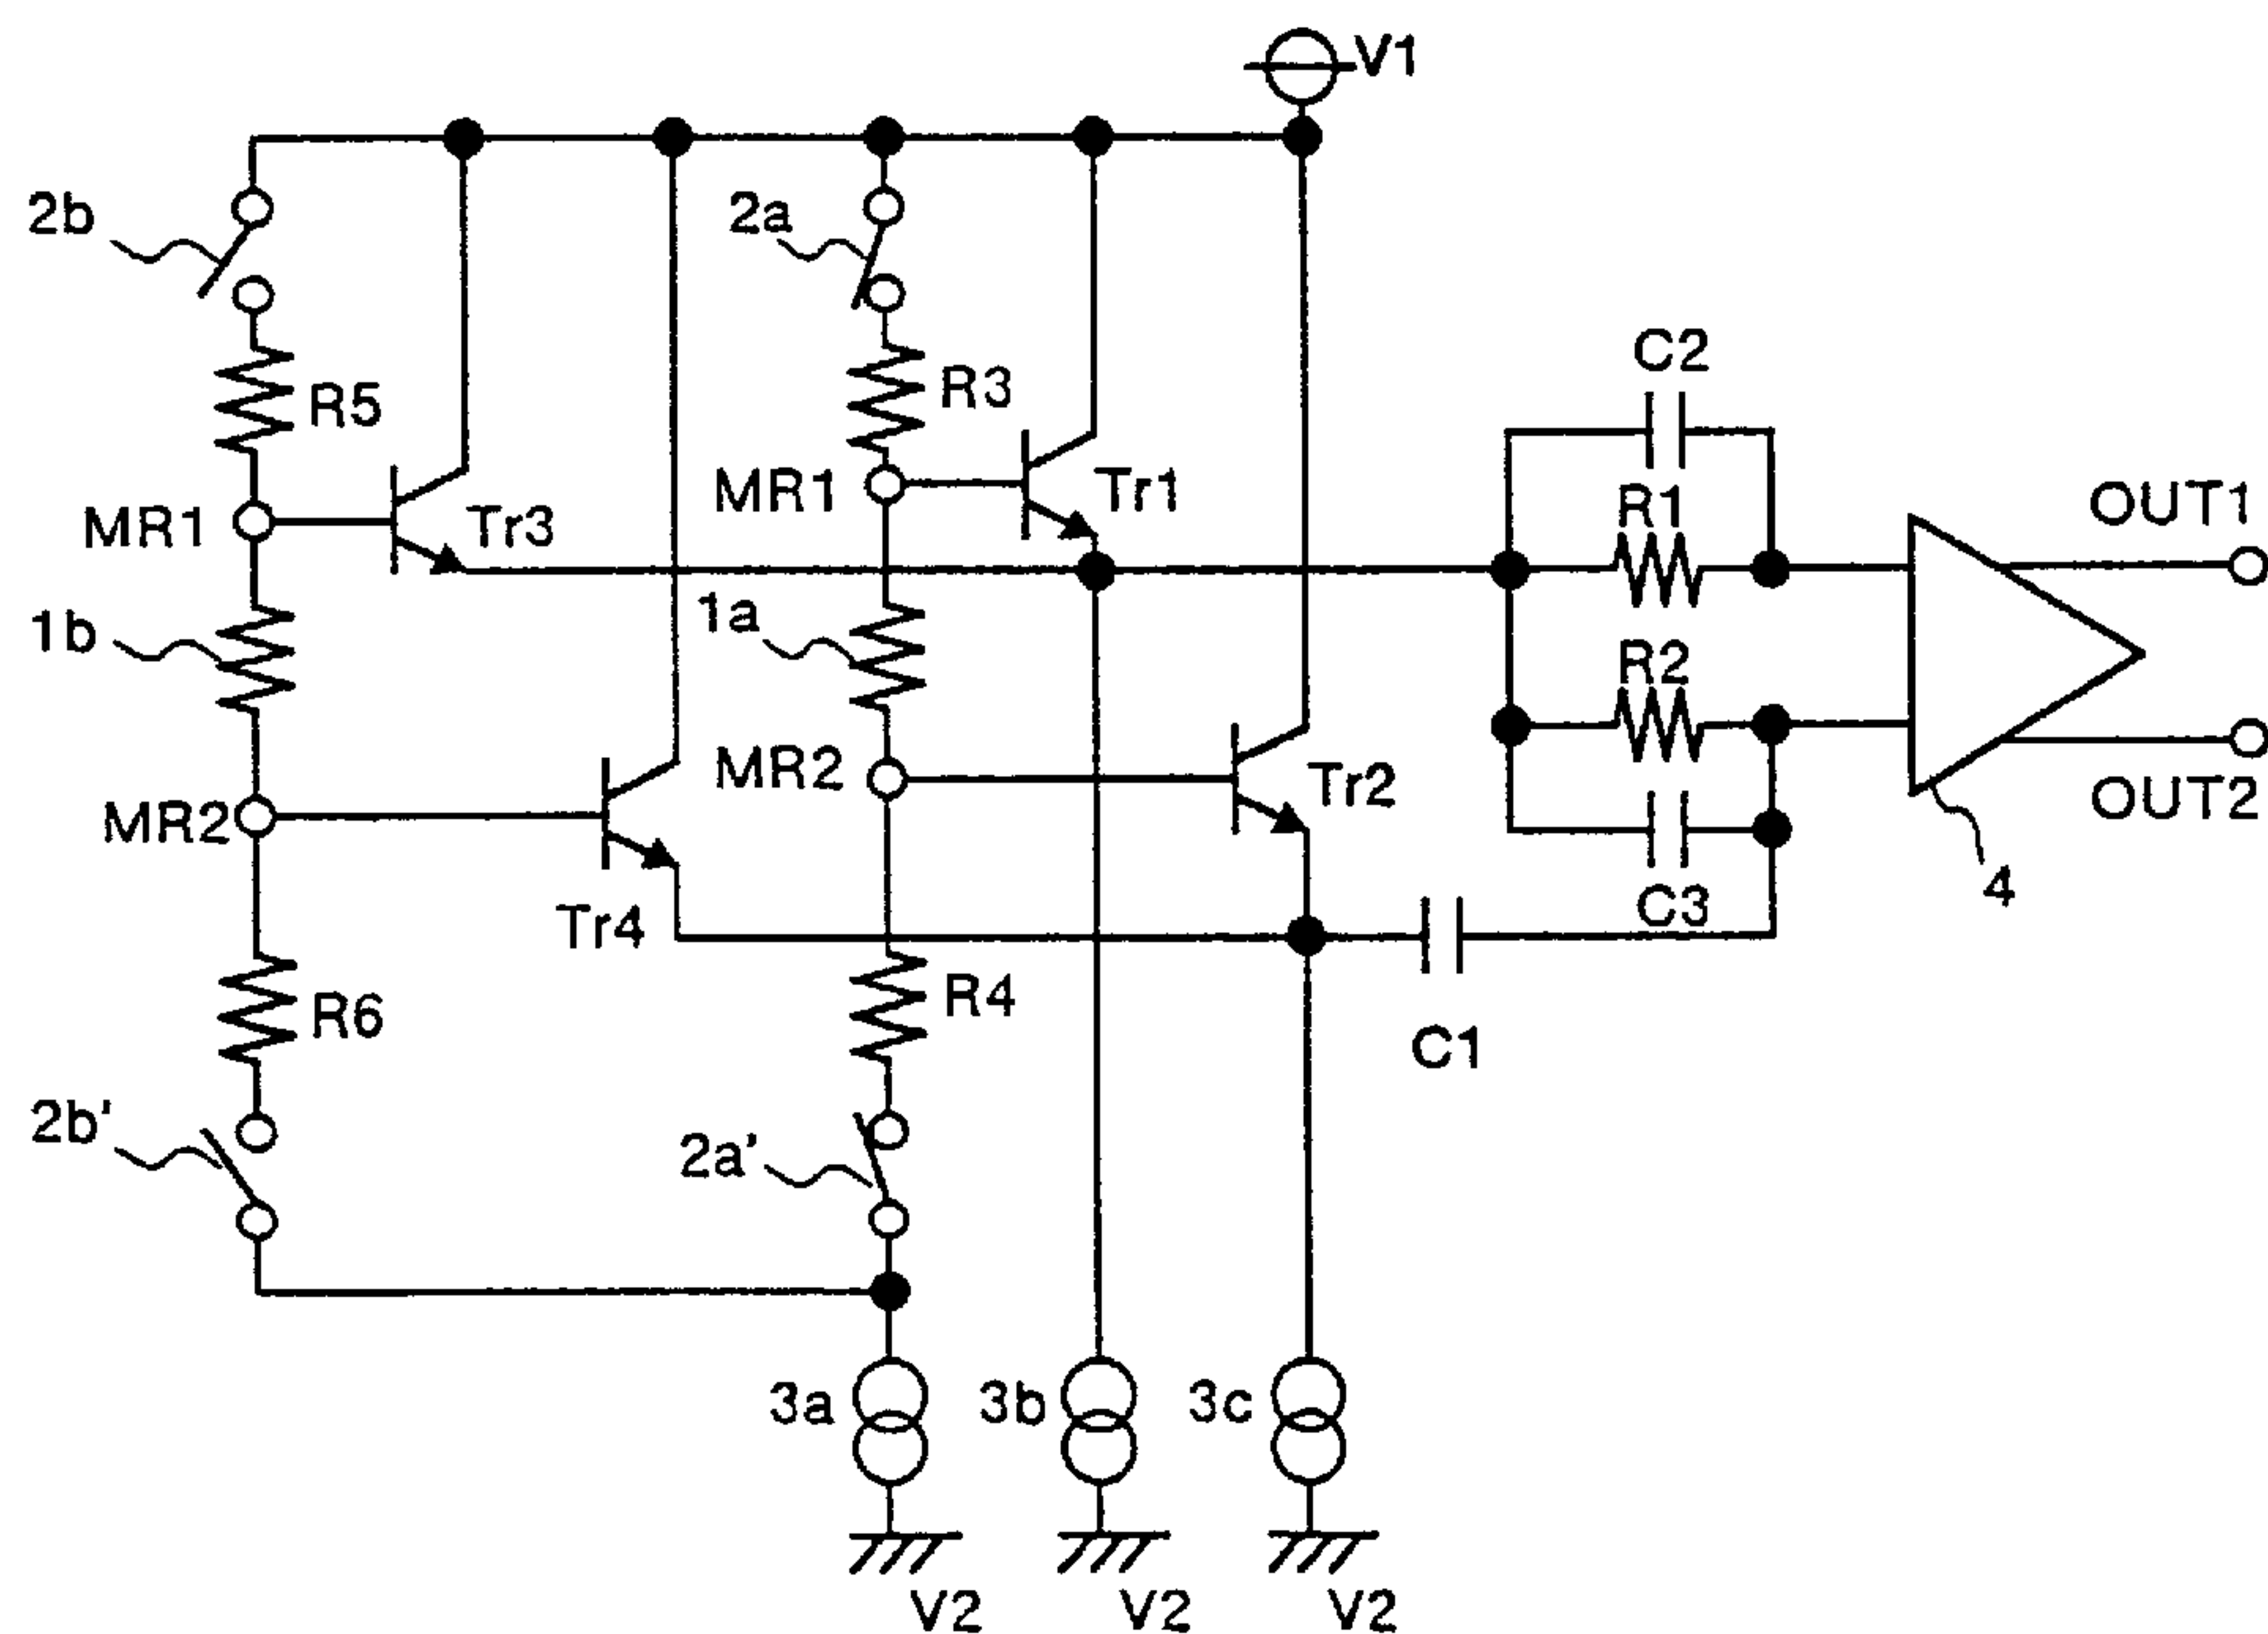 V1
2b
2a
C2
R5
R3
R1
OUT1
MR1
Tr3
MR1
Tr1
1b
1a
R2
MR2
Tr2
OUT2
MR2
Tr4
C3
4
R6
R4
C1
2b'
2a'
3a
3b
3c
V2
V2
V2